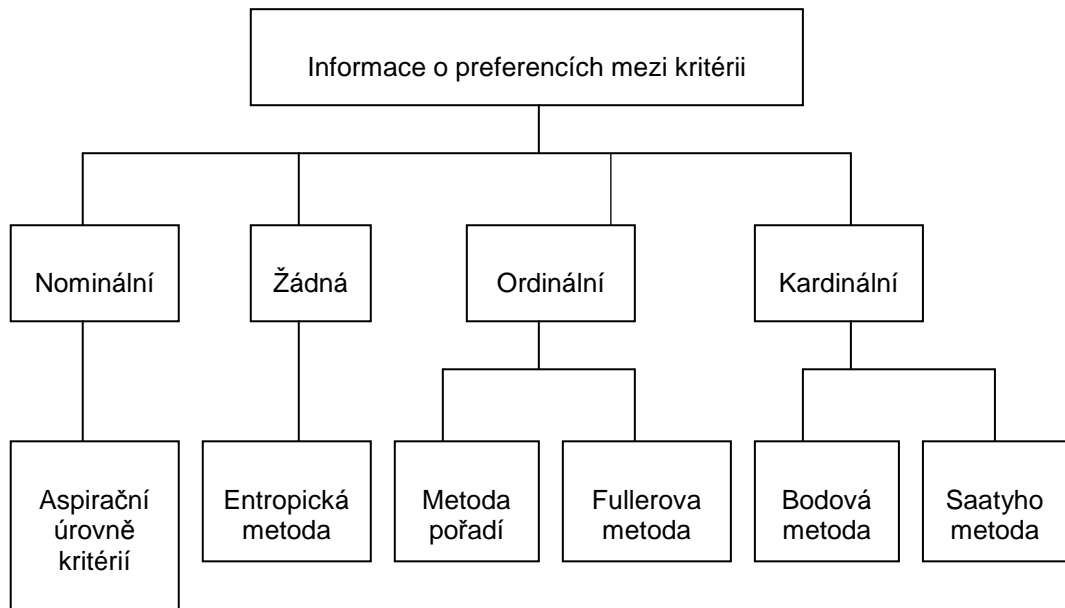 Informace o preferencích mezi kritérii
Nominální
Žádná
Ordinální
Kardinální
Aspirační
úrovně
kritérií
Entropická
metoda
Metoda
pořadí
Fullerova
metoda
Bodová
metoda
Saatyho
metoda